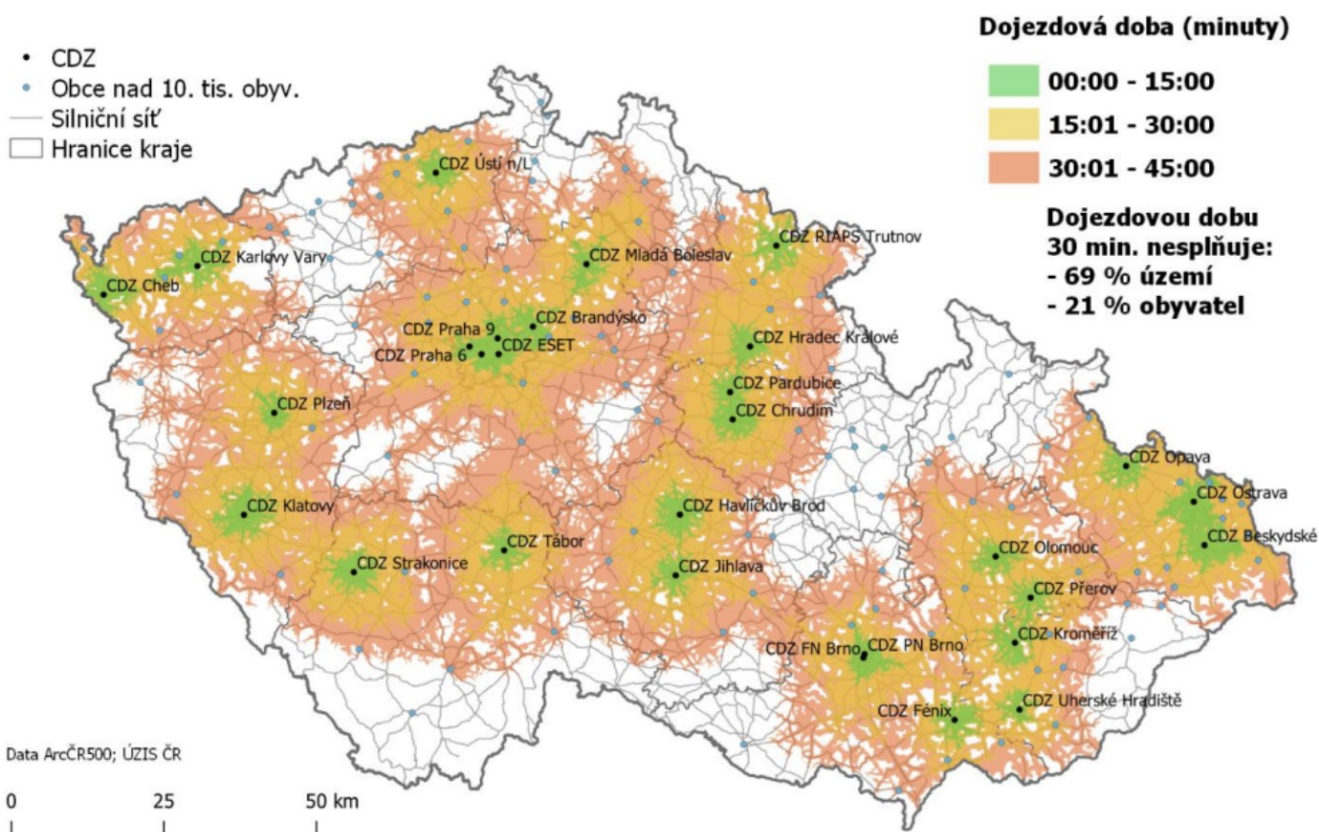 Dojezdová doba (minuty)
00:00 - 15:00
15:01 - 30:00
30:01 - 45:00
Dojezdovou dobu
30 min. nesplňuje:
- 69 % území
- 21 % obyvatel
CDZ
Obce nad 10. tis. obyv.
Silniční síť
Hranice kraje
CDZ Ústí n/L
CDZ RIAPS Trutnov
CDZ Karlovy Vary
CDZ Mladá Boleslav
CDZ Cheb
CDZ Brandýsko
CDZ Praha 9
CDZ ESET
CDZ Hradec Králové
CDZ Praha 6
CDZ Pardubice
CDZ Plzeň
CDZ Chrudim
CDZ Opava
CDZ Ostrava
CDZ Klatovy
CDZ Havlíčkův Brod
CDZ Beskydské
CDZ Tábor
CDZ Olomouc
CDZ Strakonice
CDZ Jihlava
CDZ Přerov
CDZ Kroměříž
CDZ FN Brno
CDZ PN Brno
CDZ Uherské Hradiště
CDZ Fénix
Data ArcČR500; ÚZIS ČR
0 25 50 km